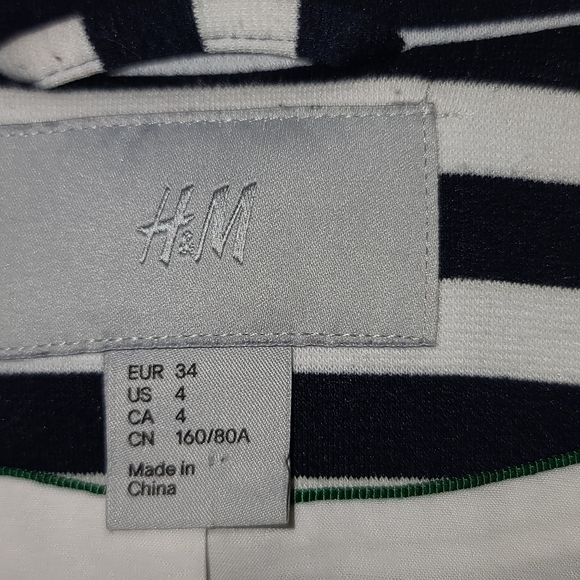 H&M
EUR 34
US 4
CA 4
CN 160/80A
Made in
China